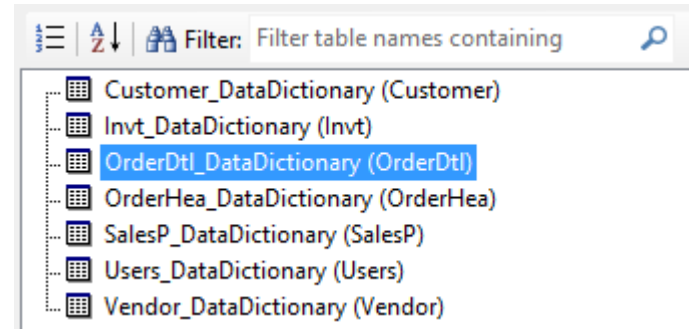 Filter: Filter table names containing
Customer_DataDictionary (Customer)
Invt_DataDictionary (Invt)
OrderDtl_DataDictionary (OrderDtl)
OrderHea_DataDictionary (OrderHea)
SalesP_DataDictionary (SalesP)
Users_DataDictionary (Users)
Vendor_DataDictionary (Vendor)